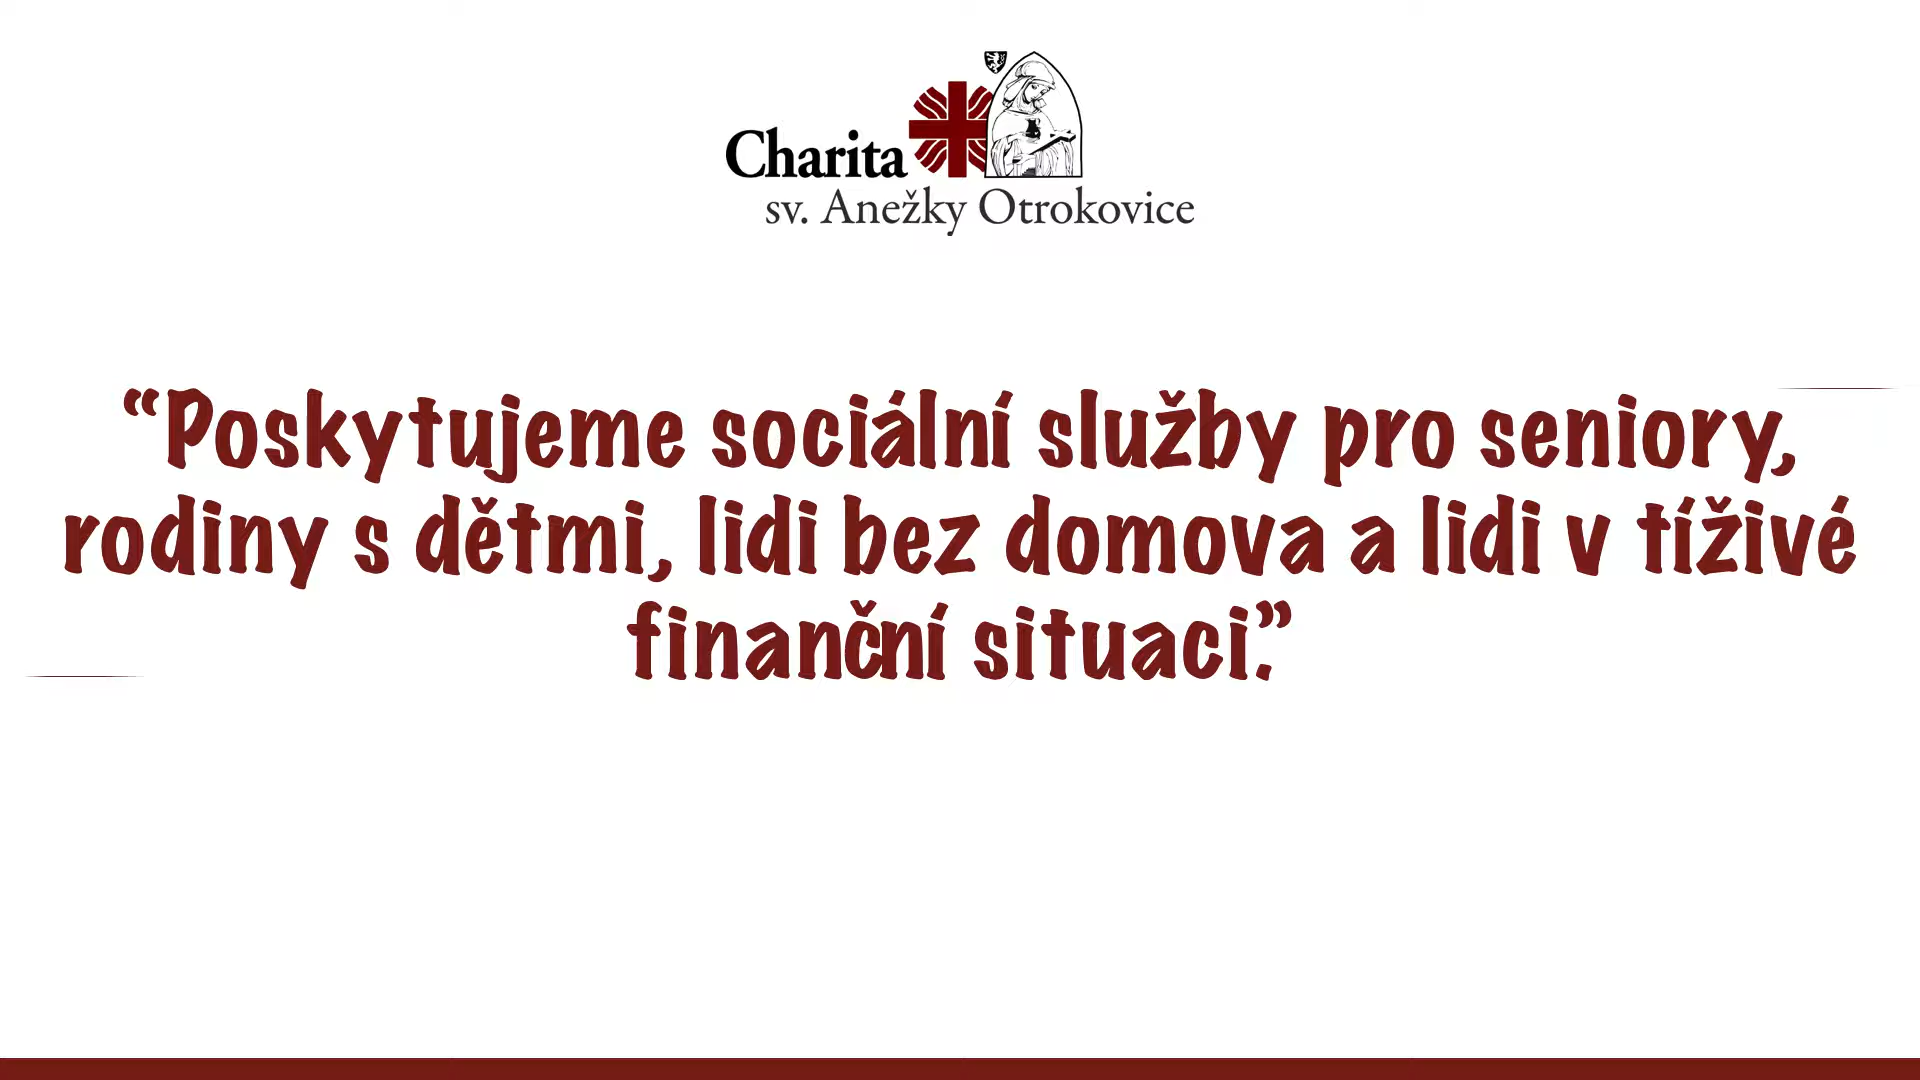 Charita
sv. Anežky Otrokovice
“Poskytujeme sociální služby pro seniory,
rodiny s dětmi, lidi bez domova a lidi v tíživé
finanční situaci.”